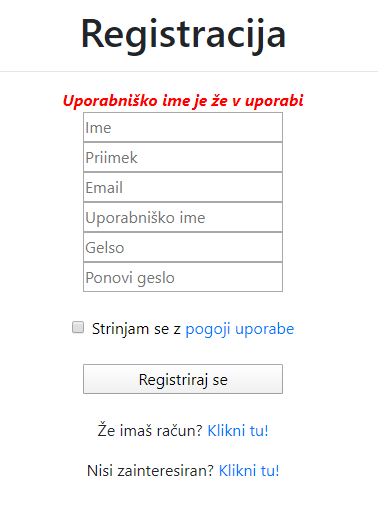 Registracija
Uporabniško ime je že v uporabi
Ime
Priimek
Email
Uporabniško ime
Gelso
Ponovi geslo
Strinjam se z pogoji uporabe
Registriraj se
Že imaš račun? Klikni tu!
Nisi zainteresiran? Klikni tu!